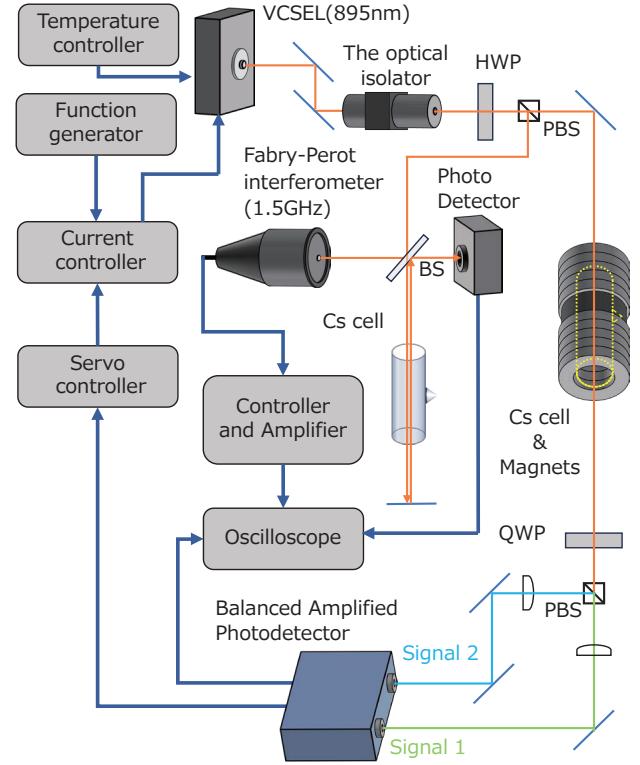 VCSEL(895nm)
Temperature
controller
The optical
isolator
HWP
PBS
Function
generator
Fabry-Perot
interferometer
(1.5GHz)
Photo
Detector
Current
controller
BS
Cs cell
Servo
controller
Controller
and Amplifier
Cs cell
&
Magnets
Oscilloscope
QWP
PBS
Balanced Amplified
Photodetector
Signal 2
Signal 1